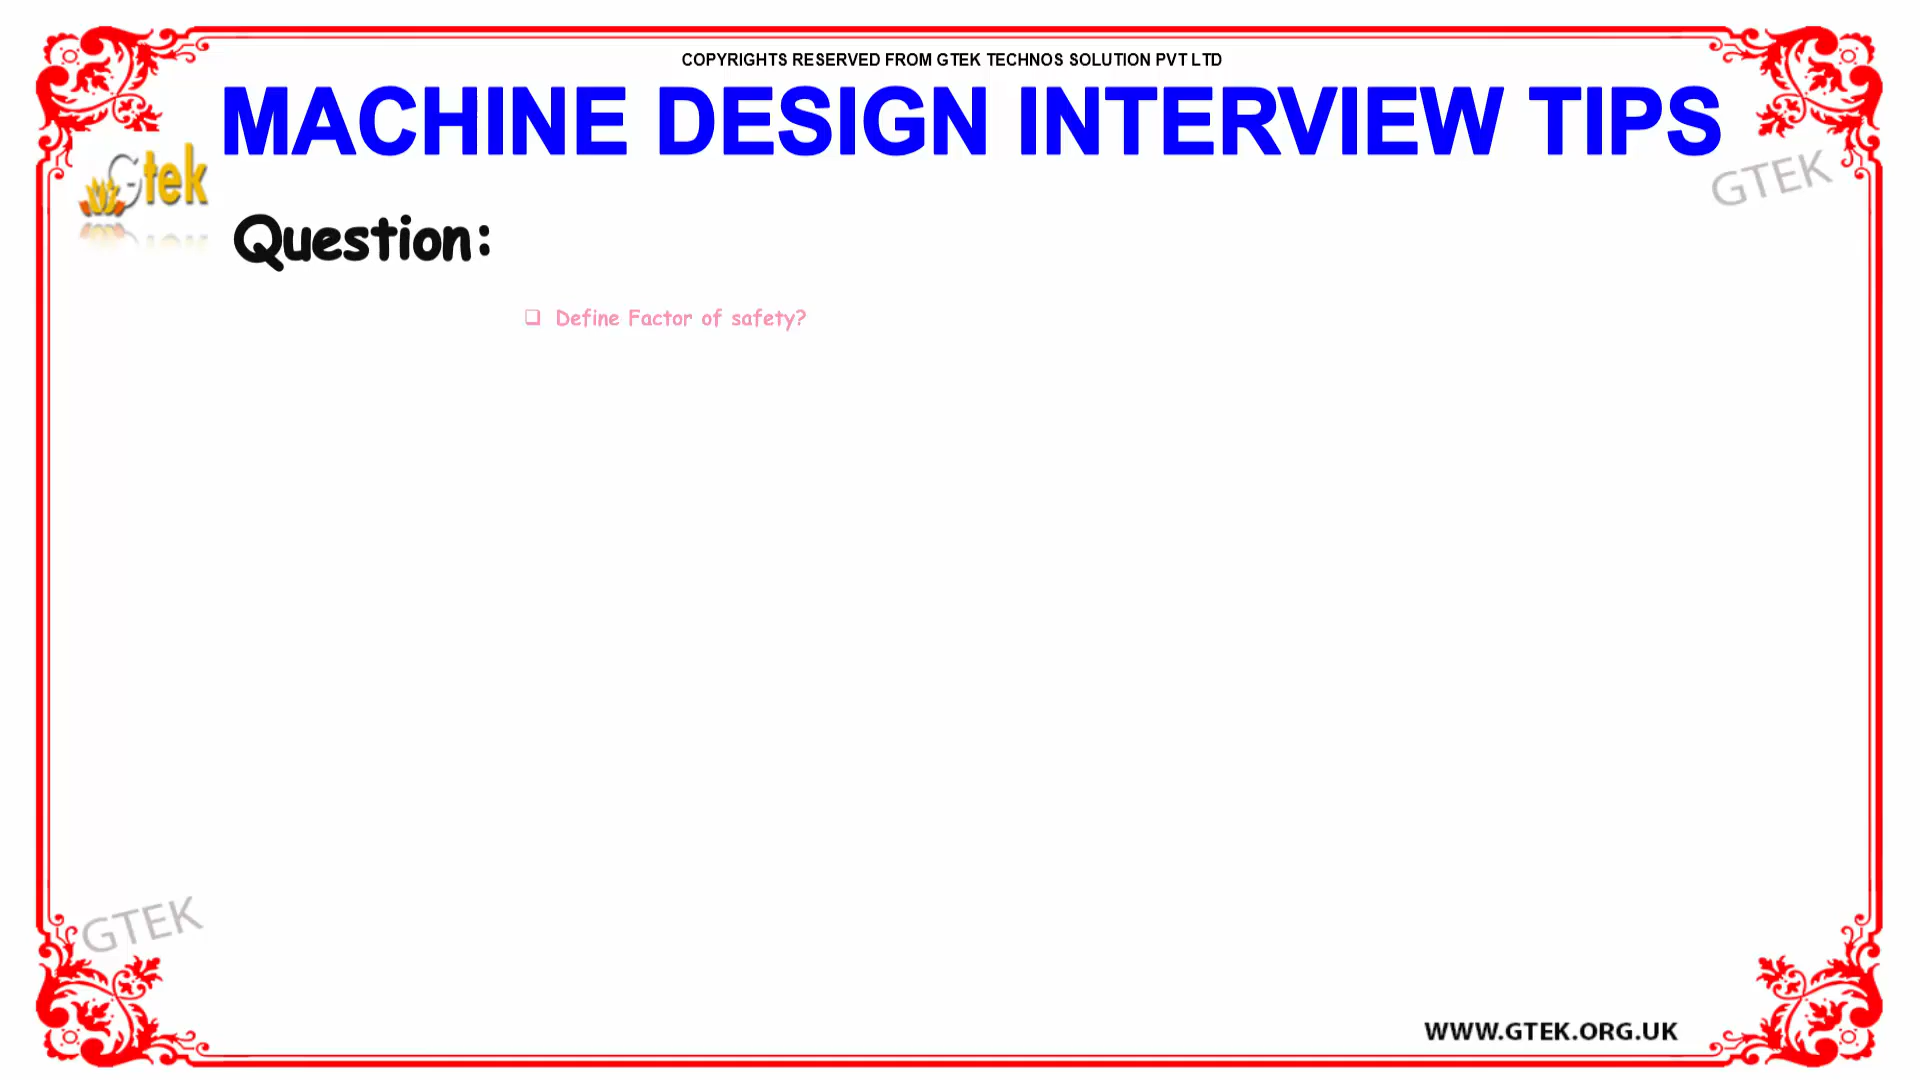 COPYRIGHTS RESERVED FROM GTEK TECHNOS SOLUTION PVT LTD
MACHINE DESIGN INTERVIEW TIPS
Gtek
GTEK
Question:
❑ Define Factor of safety?
GTEK
WWW.GTEK.ORG.UK